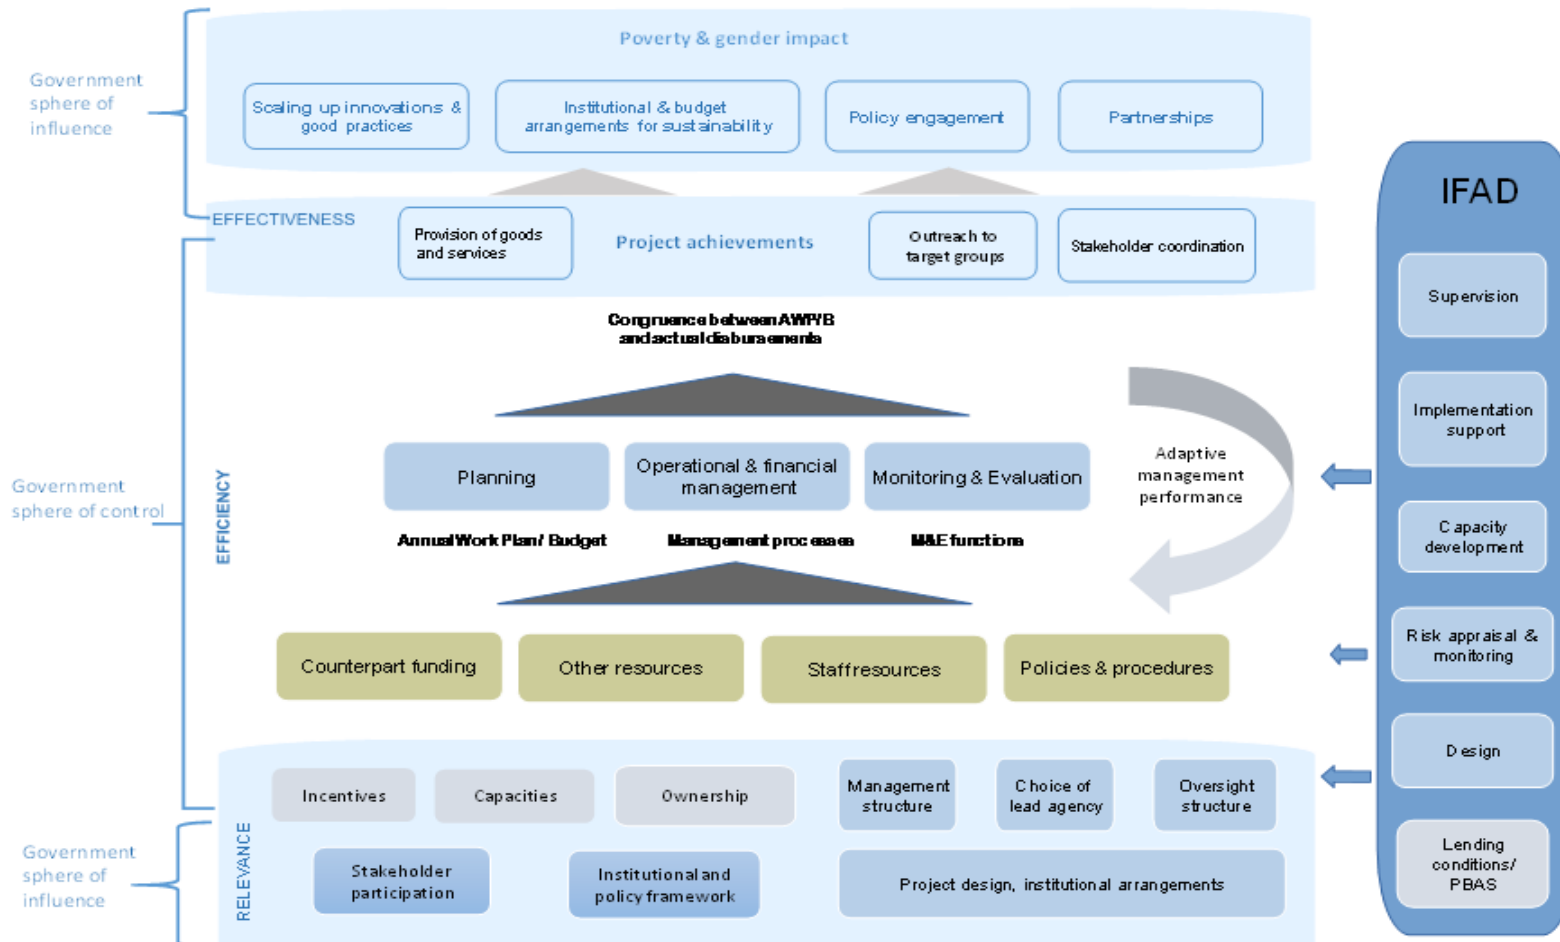 Poverty & gender impact
Government
sphere of
influence
Scaling up innovations &
good practices
Institutional & budget
arrangements for sustainability
Policy engagement
Partnerships
IFAD
EFFECTIVENESS
Provision of goods
and services
Project achievements
Outreach to
target groups
Stakeholder coordination
Supervision
Congruence between AWPB
and actual disbursements
Implementation
support
Government
sphere of control
EFFICIENCY
Planning
Operational & financial
management
Monitoring & Evaluation
Adaptive
management
performance
Annual Work Plan / Budget
Management processes
M&E functions
Capacity
development
Counterpart funding
Other resources
Staff resources
Policies & procedures
Risk appraisal &
monitoring
Design
Incentives
Capacities
Ownership
Management
structure
Choice of
lead agency
Oversight
structure
Government
sphere of
influence
RELEVANCE
Stakeholder
participation
Institutional and
policy framework
Project design, institutional arrangements
Lending
conditions/
PBAS